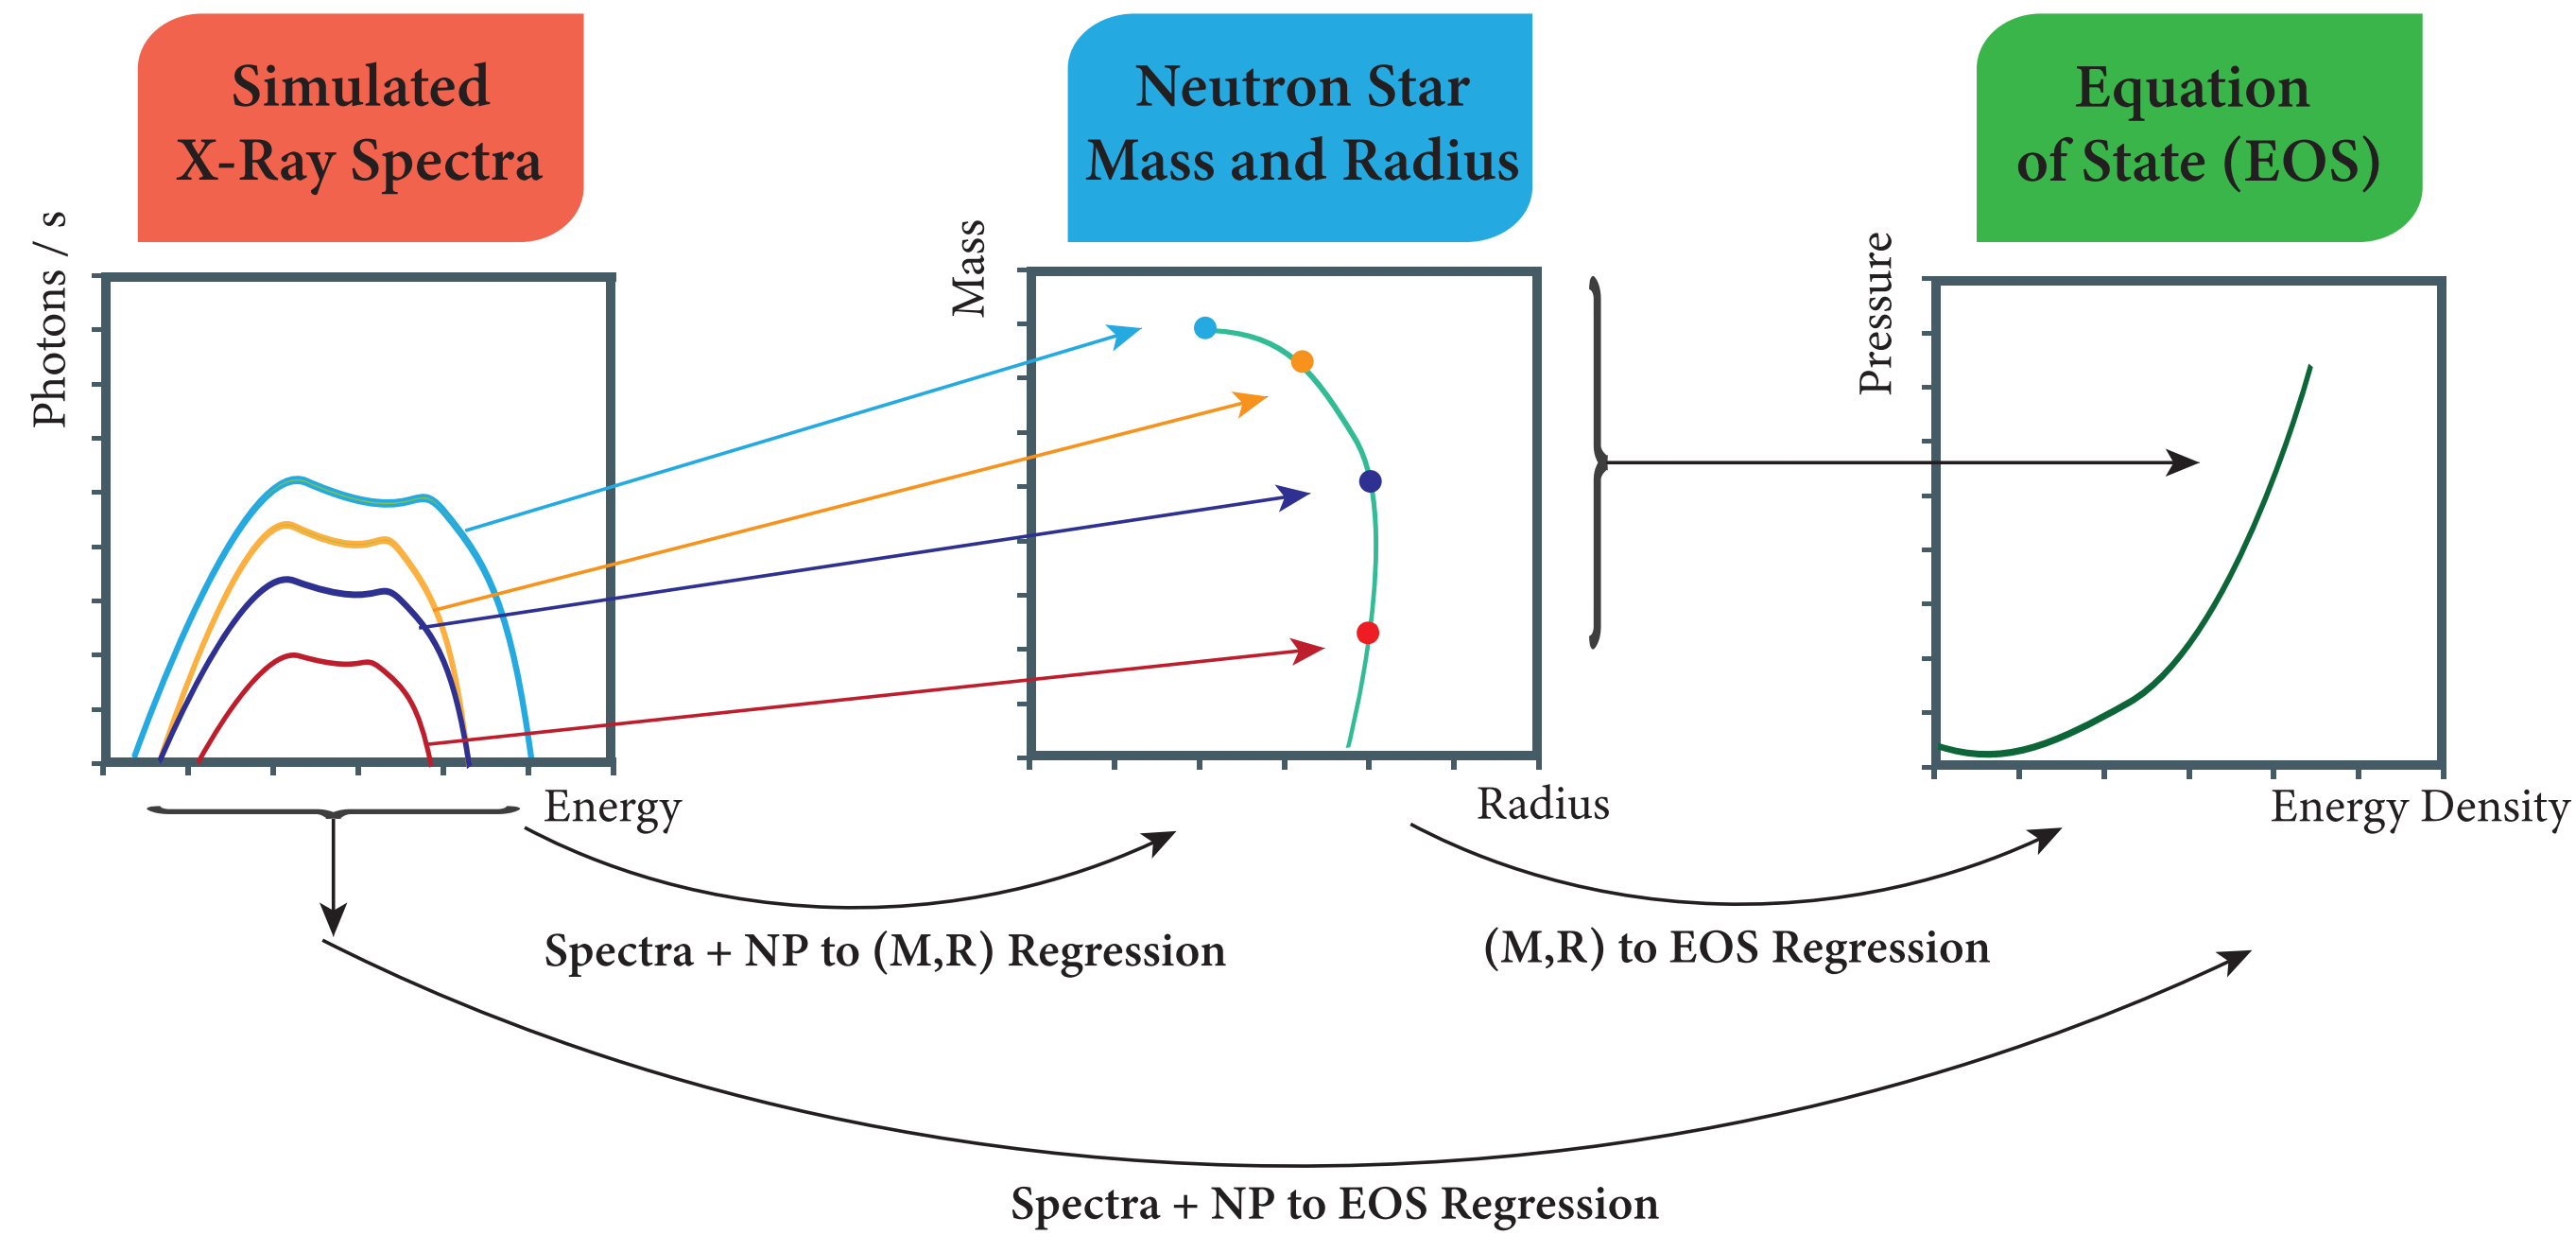 Simulated
X-Ray Spectra
Neutron Star
Mass and Radius
Equation
of State (EOS)
Photons / s
Mass
Pressure
Energy
Radius
Energy Density
Spectra + NP to (M,R) Regression
(M,R) to EOS Regression
Spectra + NP to EOS Regression